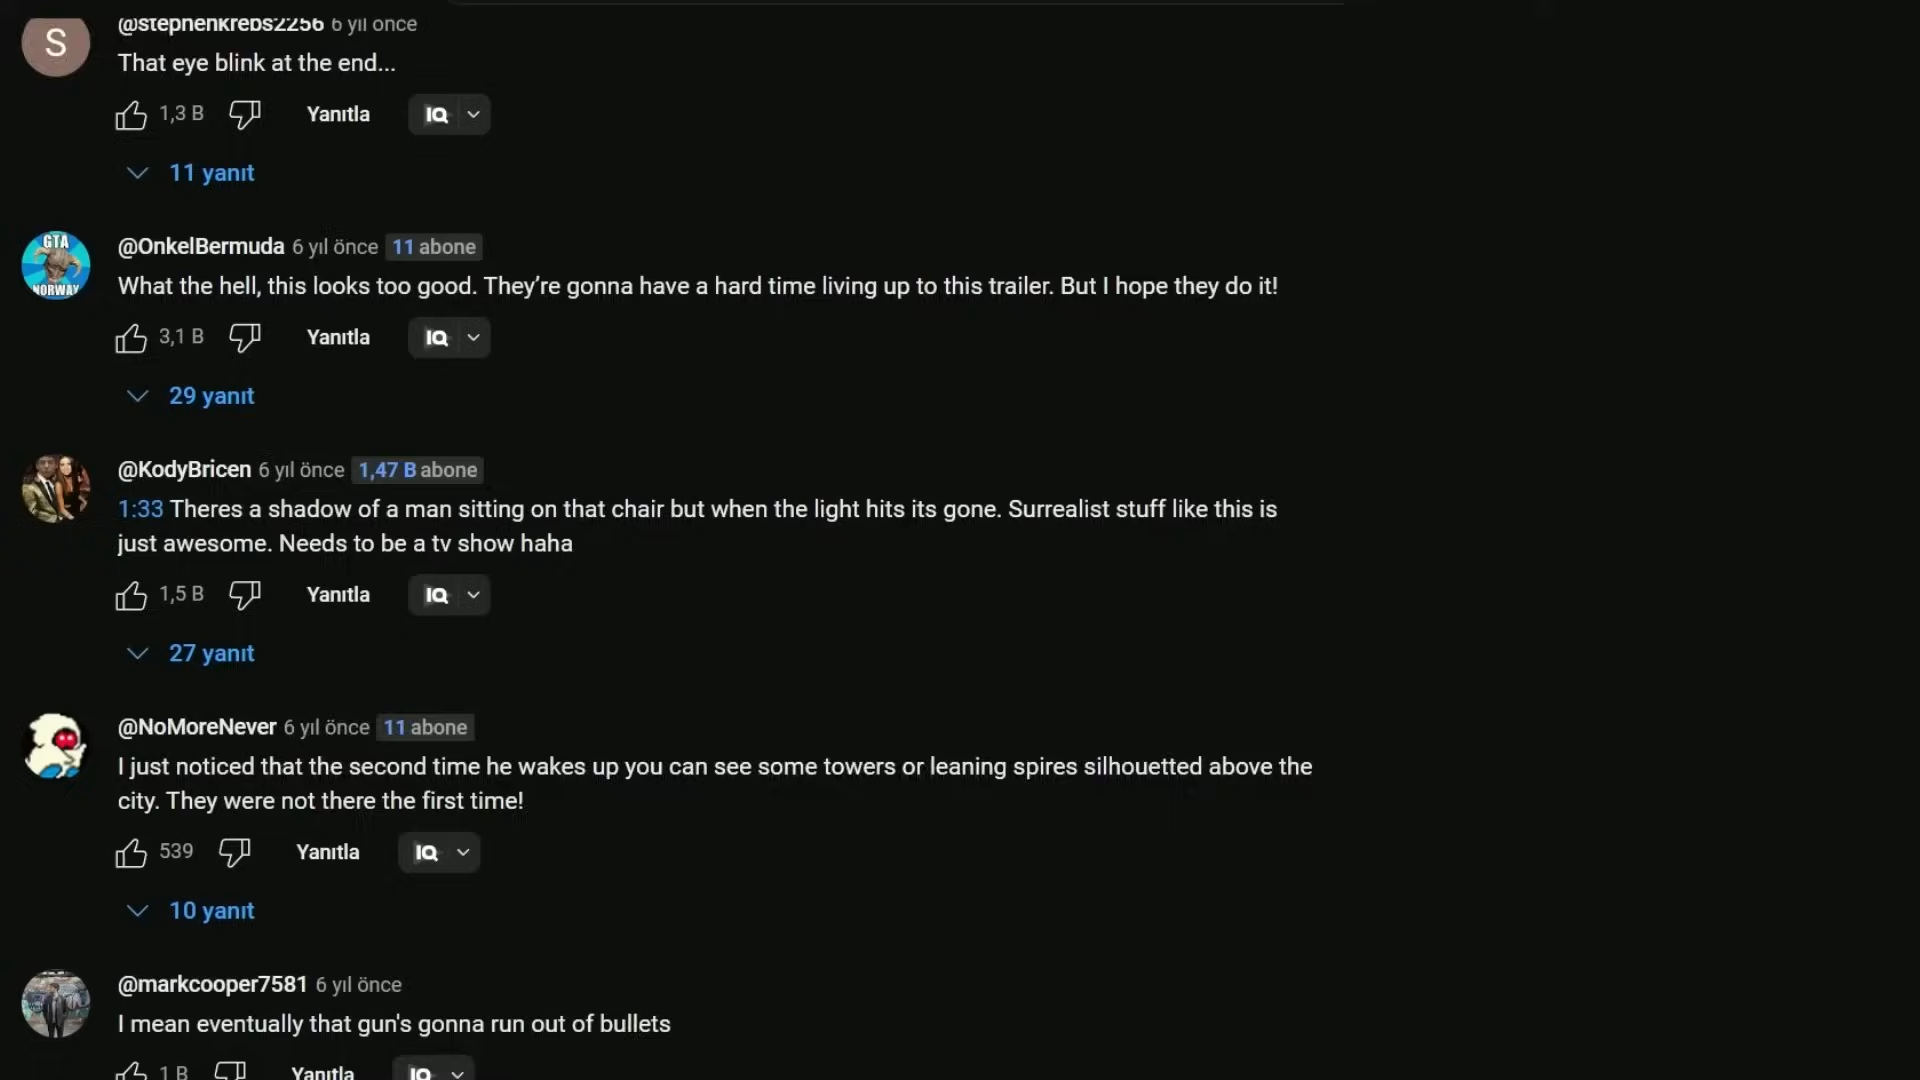 S
@stephenkrebs2256 6 yıl önce
That eye blink at the end...
1,3 B Yanıtla IQ
11 yanıt
GTA
NORWAY
@OnkelBermuda 6 yıl önce 11 abone
What the hell, this looks too good. They’re gonna have a hard time living up to this trailer. But I hope they do it!
3,1 B Yanıtla IQ
29 yanıt
@KodyBricen 6 yıl önce 1,47 B abone
1:33 Theres a shadow of a man sitting on that chair but when the light hits its gone. Surrealist stuff like this is
just awesome. Needs to be a tv show haha
1,5 B Yanıtla IQ
27 yanıt
@NoMoreNever 6 yıl önce 11 abone
I just noticed that the second time he wakes up you can see some towers or leaning spires silhouetted above the
city. They were not there the first time!
539 Yanıtla IQ
10 yanıt
@markcooper7581 6 yıl önce
I mean eventually that gun's gonna run out of bullets
1 B Yanıtla IQ